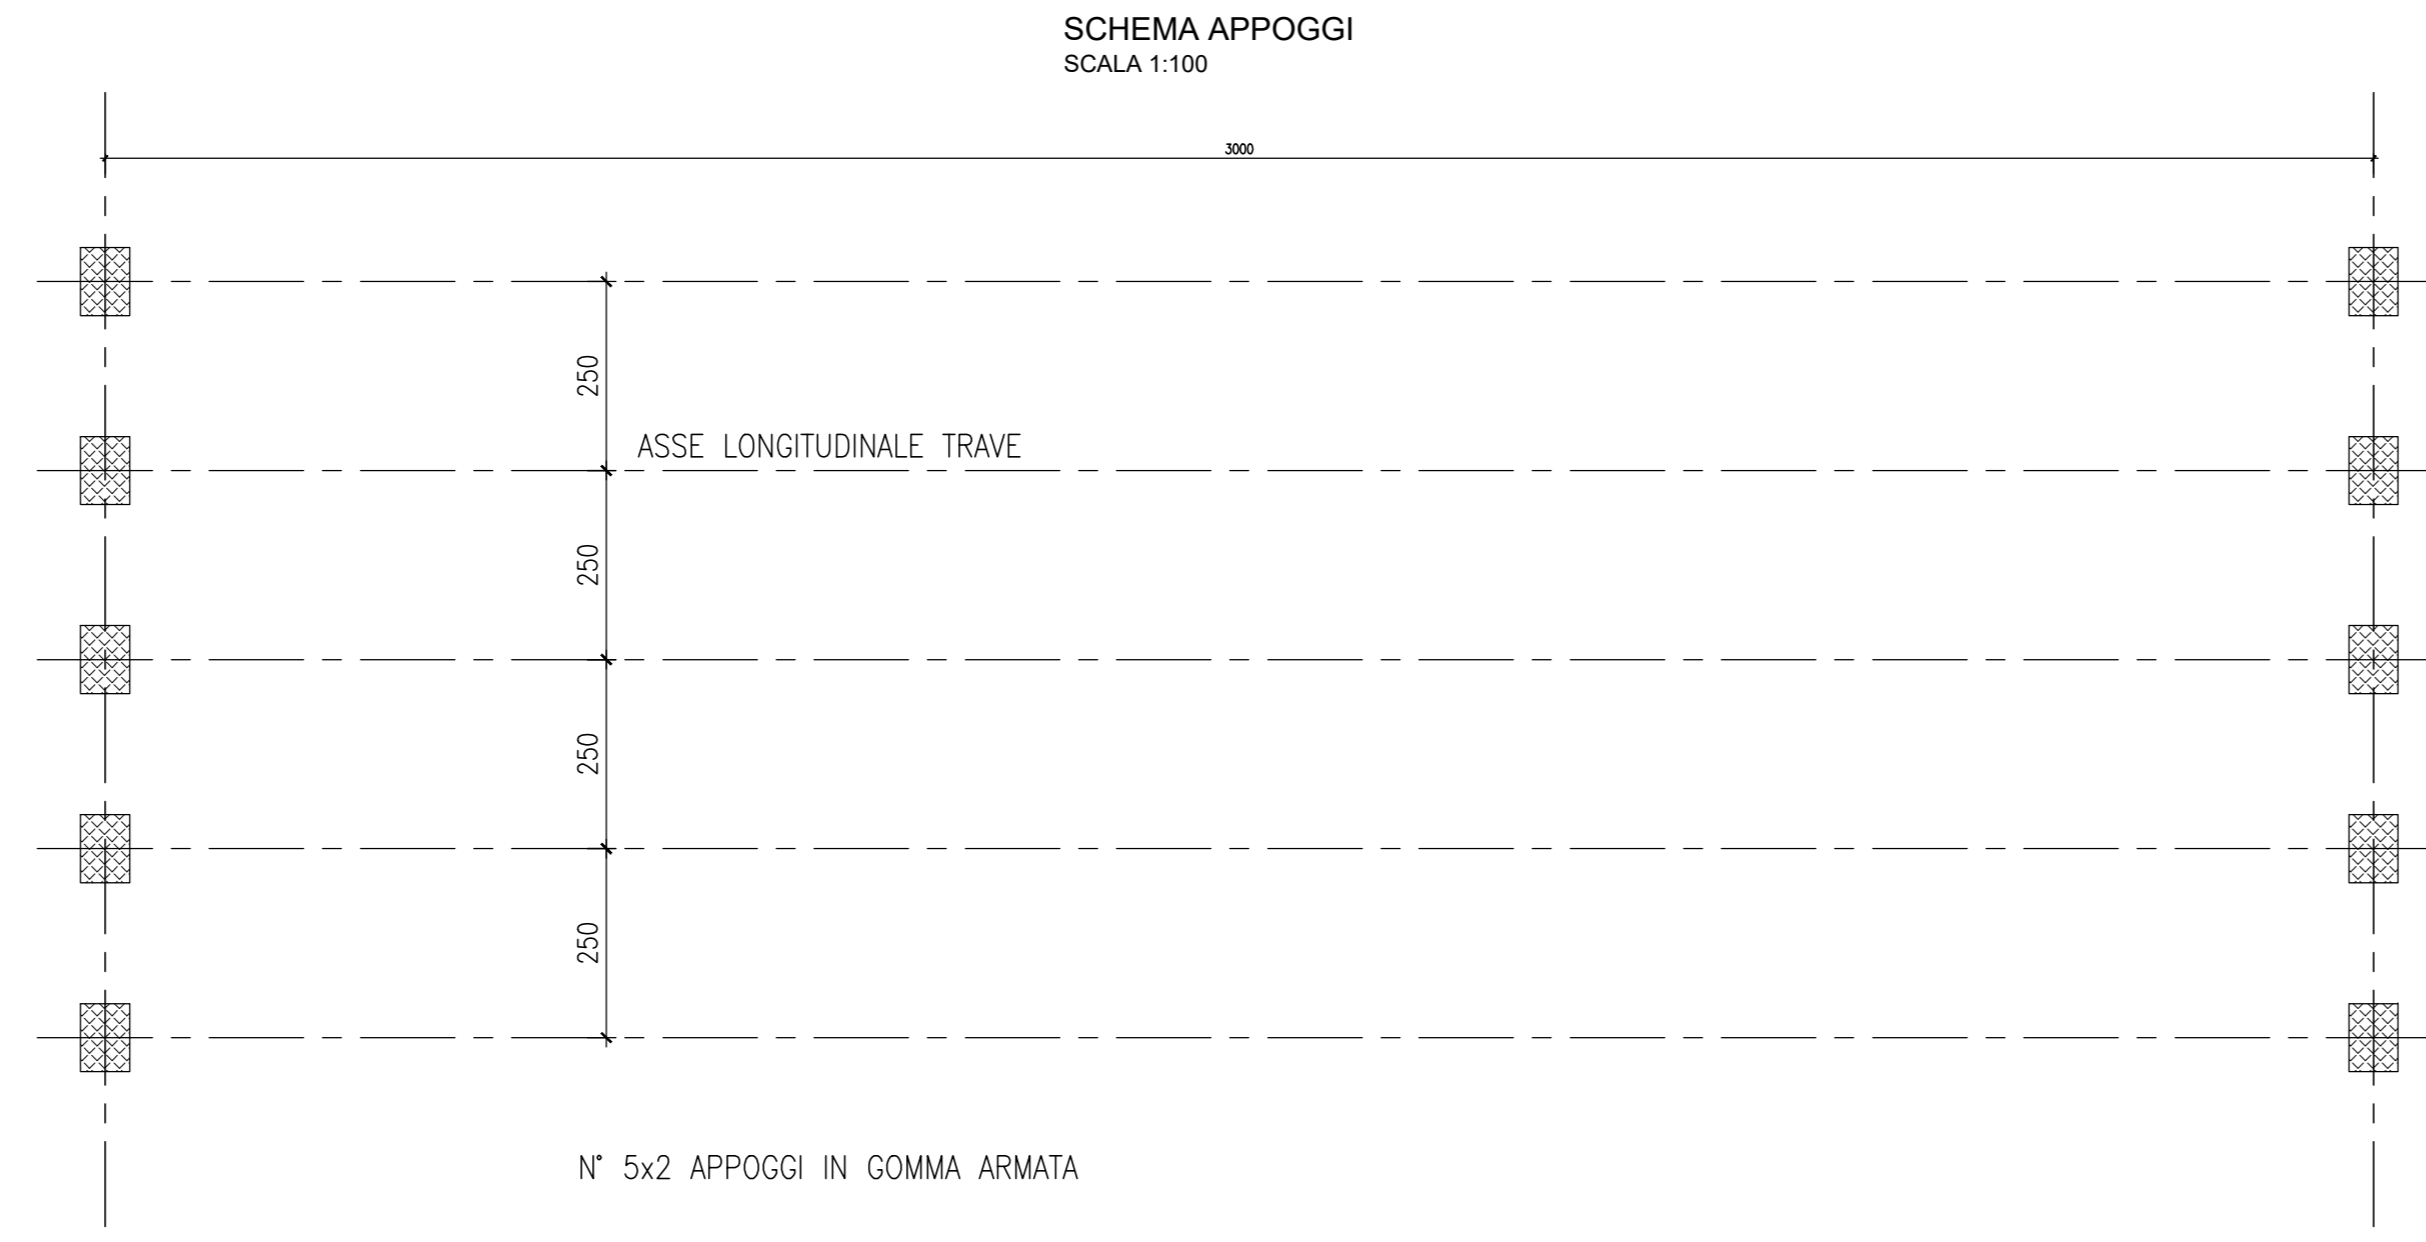 SCHEMA APPOGGI
SCALA 1:100
3000
250
ASSE LONGITUDINALE TRAVE
250
250
250
N° 5x2 APPOGGI IN GOMMA ARMATA